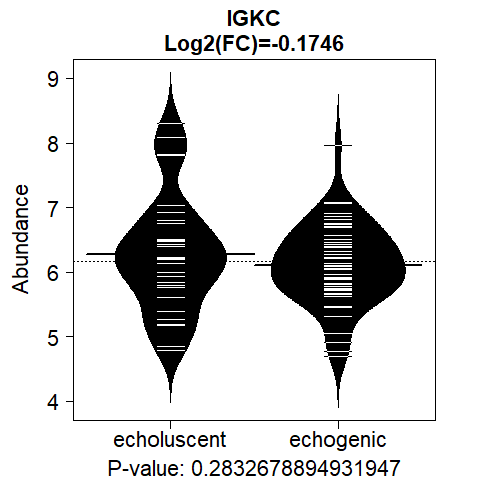 IGKC
Log2(FC)=-0.1746
Abundance
9
8
7
6
5
4
echoluscent echogenic
P-value: 0.2832678894931947